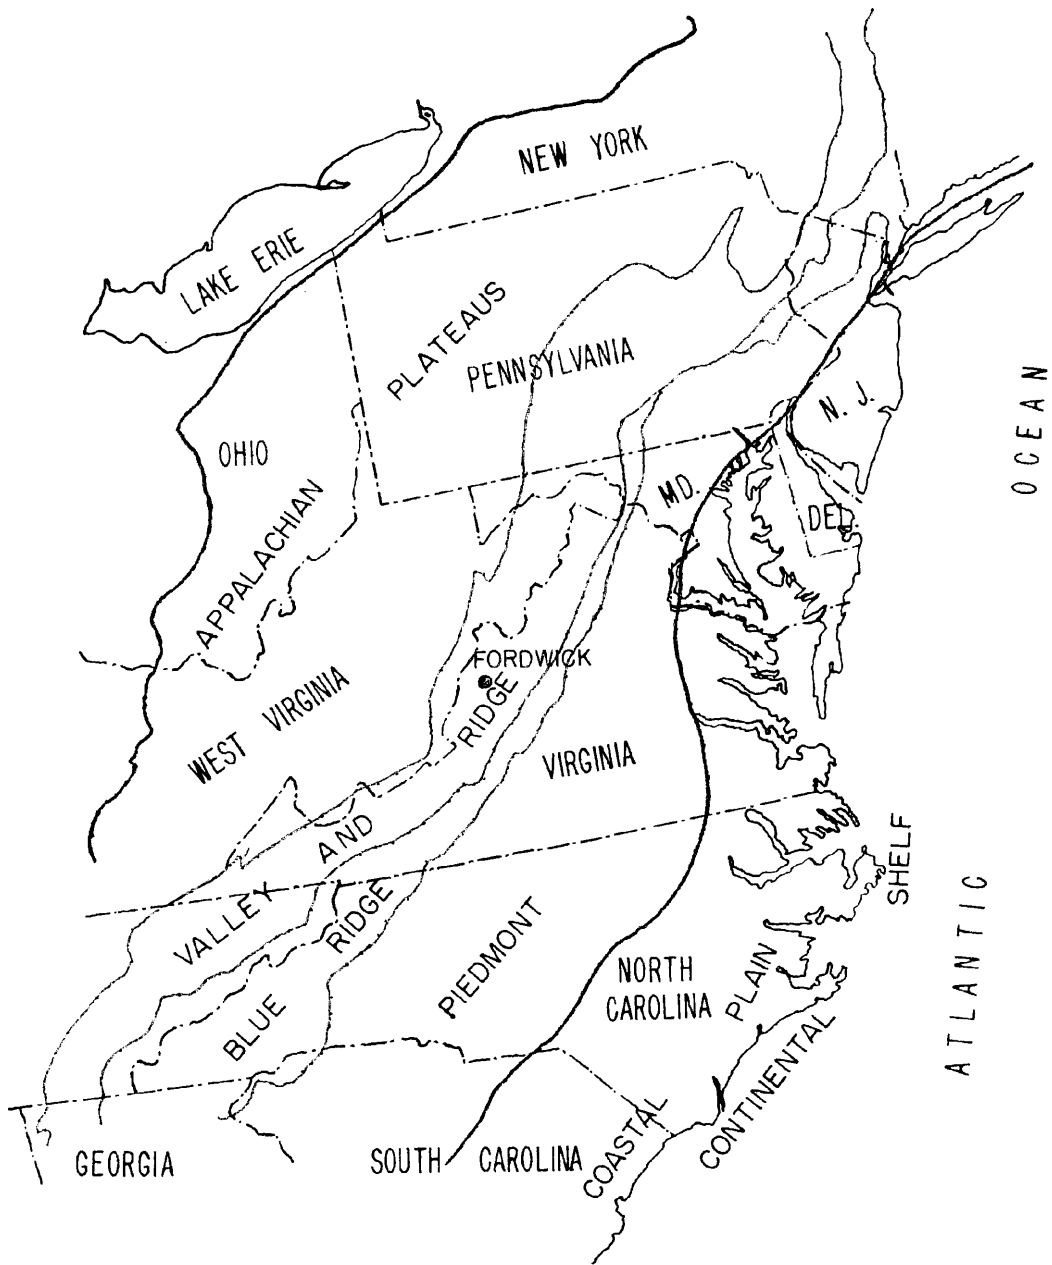 NEW YORK
LAKE ERIE
PLATEAUS
PENNSYLVANIA
OHIO
N. J.
MD.
DEL
APPALACHIAN
OCEAN
FORDWICK
WEST VIRGINIA
RIDGE
VIRGINIA
AND
VALLEY
RIDGE
BLUE
PIEDMONT
SHELF
NORTH
CAROLINA
PLAIN
ATLANTIC
CONTINENTAL
COASTAL
GEORGIA
SOUTH CAROLINA